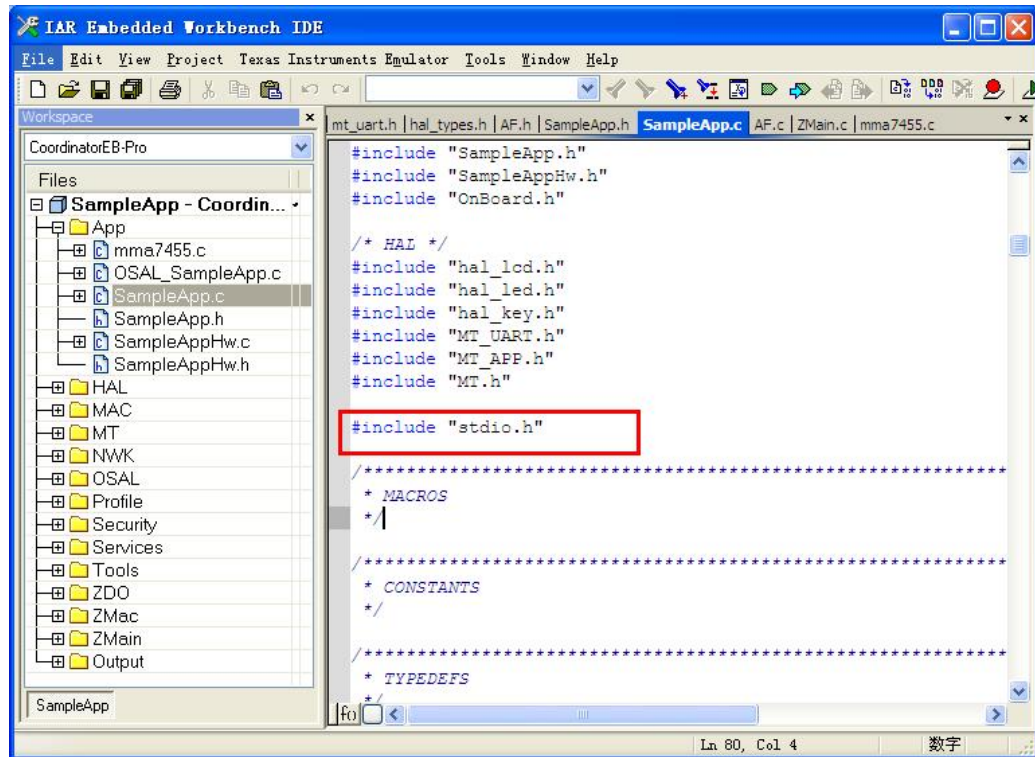 IAR Embedded Workbench IDE
File Edit View Project Texas Instruments Emulator Tools Window Help
Workspace
mt_uart.h | hal_types.h | AF.h | SampleApp.h SampleApp.c AF.c | ZMain.c | mma7455.c
CoordinatorEB-Pro
Files
SampleApp - Coordin...
App
mma7455.c
OSAL_SampleApp.c
SampleApp.c
SampleApp.h
SampleAppHw.c
SampleAppHw.h
HAL
MAC
MT
NWK
OSAL
Profile
Security
Services
Tools
ZDO
ZMac
ZMain
Output
SampleApp
#include "SampleApp.h"
#include "SampleAppHw.h"
#include "OnBoard.h"
/* HAL */
#include "hal_lcd.h"
#include "hal_led.h"
#include "hal_key.h"
#include "MT_UART.h"
#include "MT_APP.h"
#include "MT.h"
#include "stdio.h"
/************************************************************
* MACROS
*/
/************************************************************
* CONSTANTS
*/
/************************************************************
* TYPEDEFS
*/
fo
Ln 80, Col 4
数字